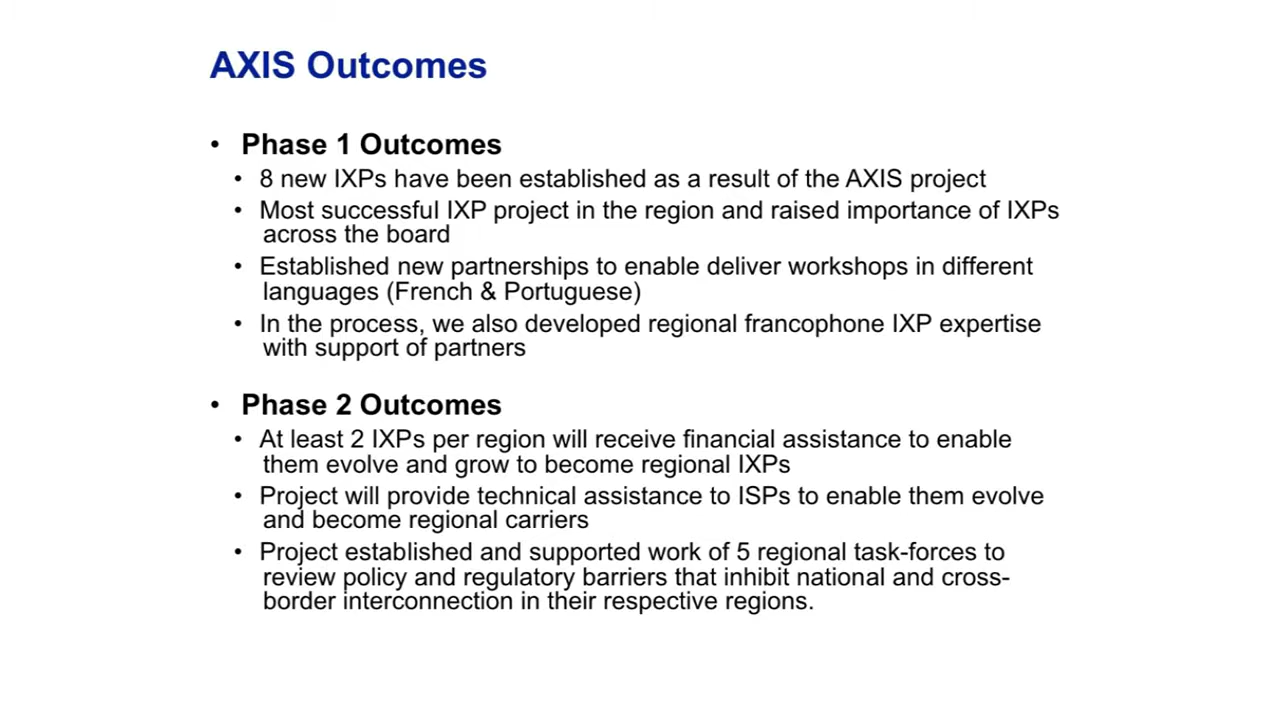 AXIS Outcomes
• Phase 1 Outcomes
• 8 new IXPs have been established as a result of the AXIS project
• Most successful IXP project in the region and raised importance of IXPs
across the board
• Established new partnerships to enable deliver workshops in different
languages (French & Portuguese)
• In the process, we also developed regional francophone IXP expertise
with support of partners
• Phase 2 Outcomes
• At least 2 IXPs per region will receive financial assistance to enable
them evolve and grow to become regional IXPs
• Project will provide technical assistance to ISPs to enable them evolve
and become regional carriers
• Project established and supported work of 5 regional task-forces to
review policy and regulatory barriers that inhibit national and cross-
border interconnection in their respective regions.